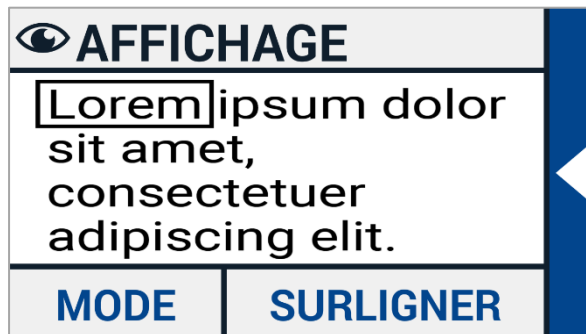 AFFICHAGE
Lorem ipsum dolor
sit amet,
consectetuer
adipiscing elit.
MODE SURLIGNER